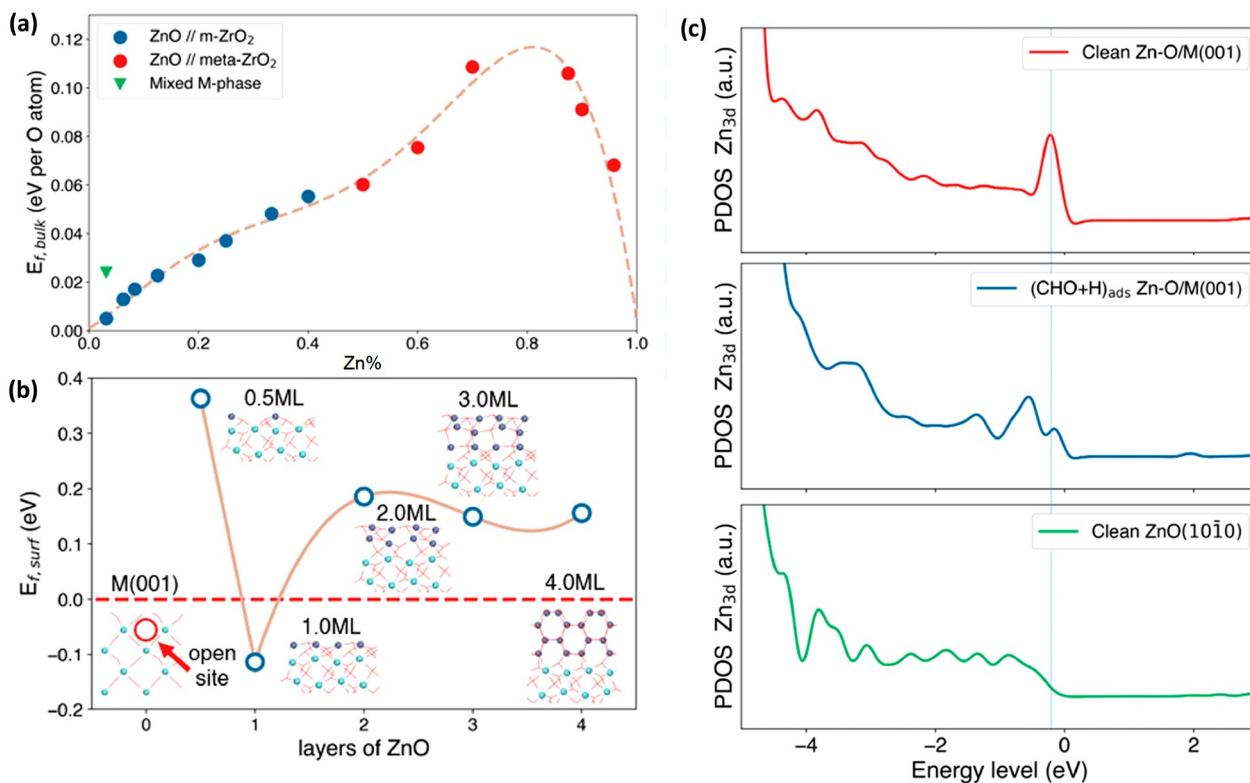 (a)
ZnO // m-ZrO₂
ZnO // meta-ZrO₂
Mixed M-phase
E_{f,bulk} (eV per O atom)
0.12
0.10
0.08
0.06
0.04
0.02
0.00
0.0 0.2 0.4 0.6 0.8 1.0
Zn%
(b)
E_{f,surf} (eV)
0.4
0.3
0.2
0.1
0.0
−0.1
−0.2
0.5ML
3.0ML
2.0ML
M(001)
open
site
1.0ML
4.0ML
0 1 2 3 4
layers of ZnO
(c)
Clean Zn-O/M(001)
PDOS Zn₃d (a.u.)
(CHO+H)ads Zn-O/M(001)
PDOS Zn₃d (a.u.)
Clean ZnO(101̄0)
PDOS Zn₃d (a.u.)
−4 −2 0 2
Energy level (eV)